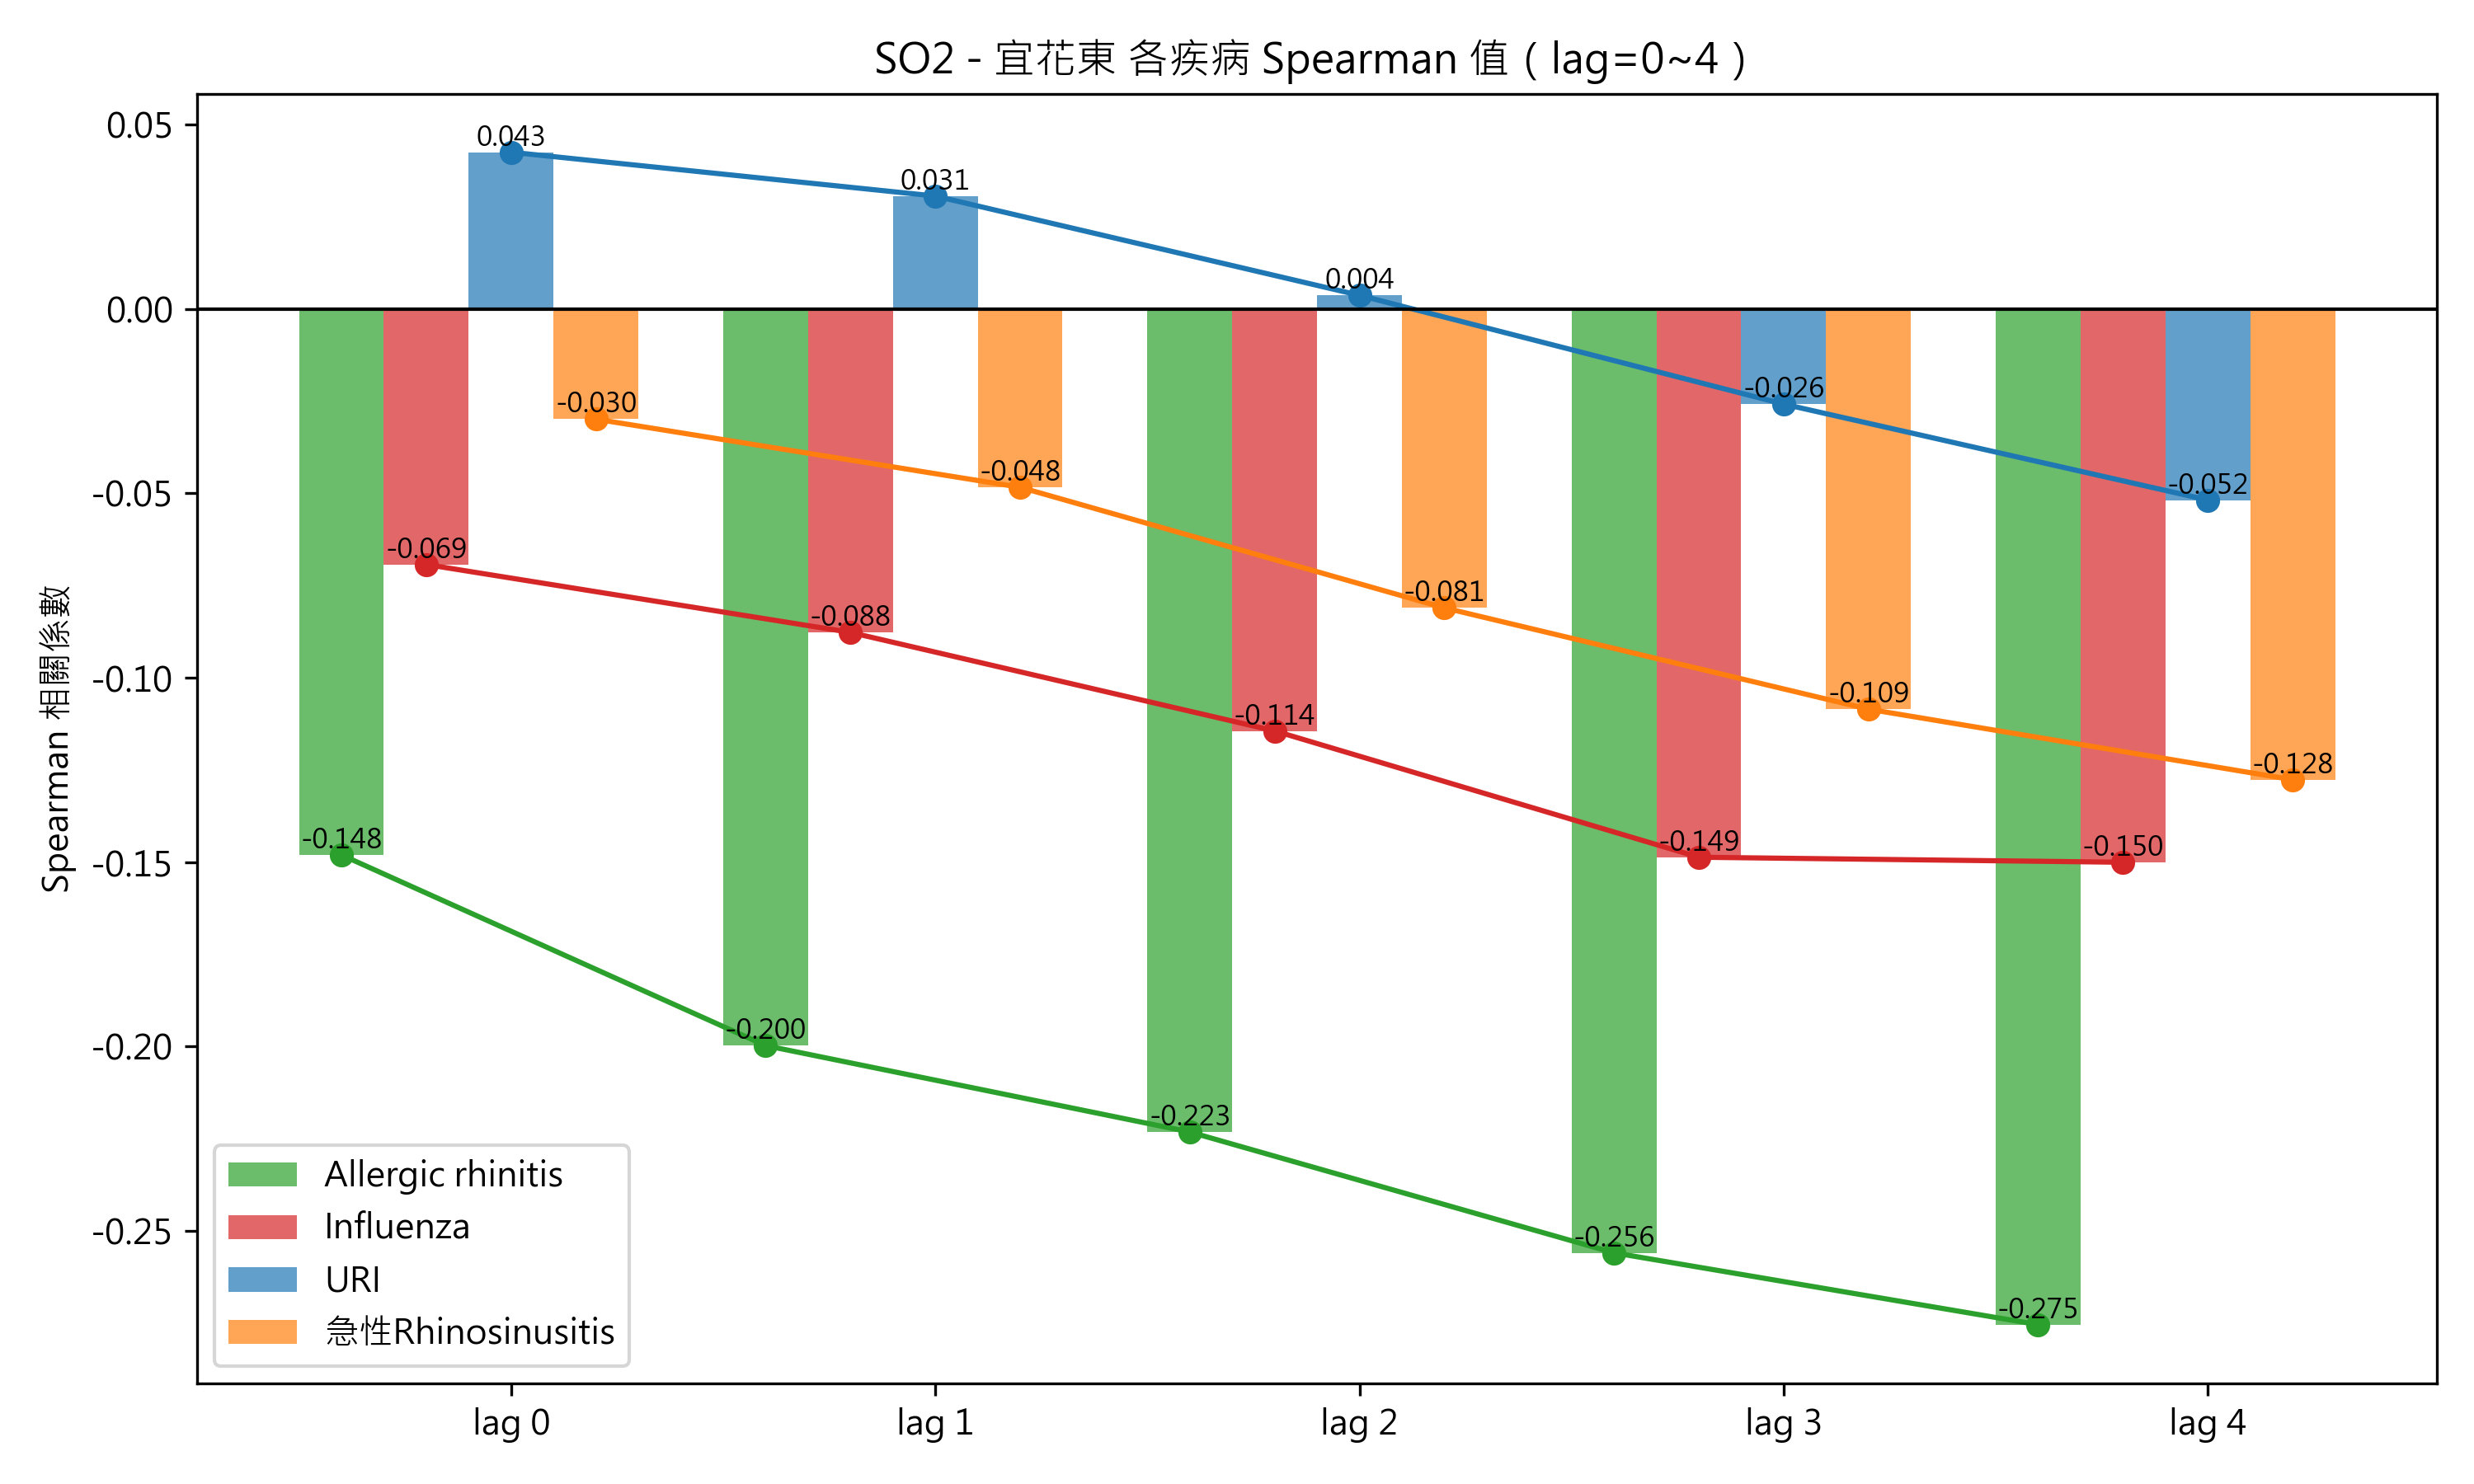 SO2 - 宜花東 各疾病 Spearman 值 ( lag=0~4 )
Spearman 相關係數
0.05
0.00
-0.05
-0.10
-0.15
-0.20
-0.25
0.043
0.031
0.004
-0.026
-0.052
-0.030
-0.048
-0.081
-0.109
-0.128
-0.069
-0.088
-0.114
-0.149
-0.150
-0.148
-0.200
-0.223
-0.256
-0.275
Allergic rhinitis
Influenza
URI
急性Rhinosinusitis
lag 0
lag 1
lag 2
lag 3
lag 4